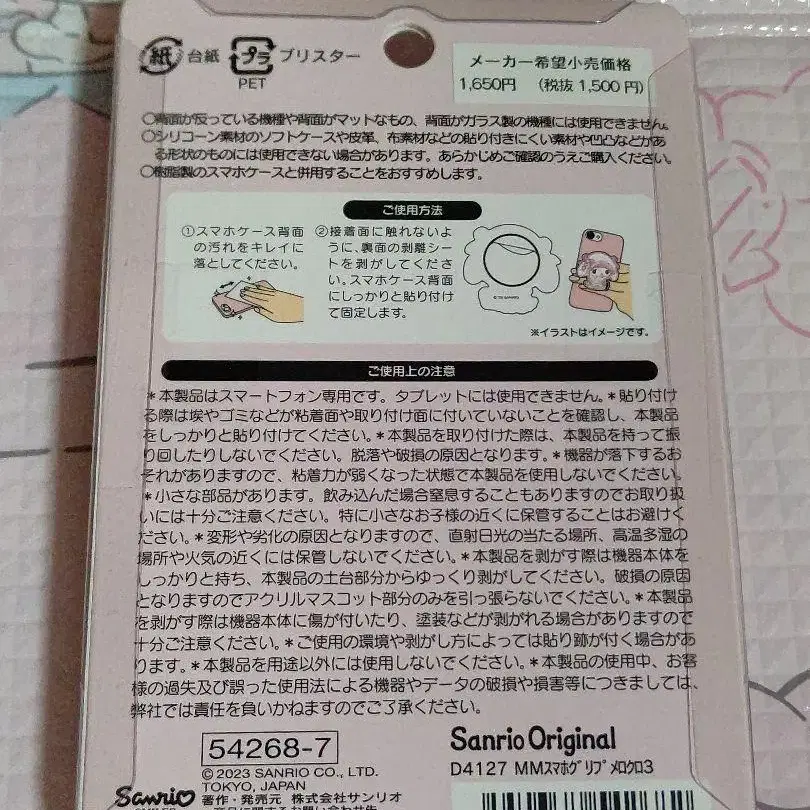 紙 台紙 プラ ブリスター
PET
メーカー希望小売価格
1,650円 (税抜 1,500円)
○背面が反っている機種や背面がマットなもの、背面がガラス製の機種には使用できません。
○シリコーン素材のソフトケースや皮革、布素材などの貼り付きにくい素材や凹凸などがあ
る形状のものには使用できない場合があります。あらかじめご確認のうえご購入ください。
○樹脂製のスマホケースと併用することをおすすめします。
ご使用方法
①スマホケース背面
の汚れをキレイに
落としてください。
②接着面に触れないよ
うに、裏面の剥離シー
トを剥がしてくださ
い。スマホケース背面
にしっかりと貼り付け
て固定します。
※イラストはイメージです。
ご使用上の注意
＊本製品はスマートフォン専用です。タブレットには使用できません。＊貼り付け
る際は埃やゴミなどが粘着面や取り付け面に付いていないことを確認し、本製品
をしっかりと貼り付けてください。＊本製品を取り付けた際は、本製品を持って振
り回したりしないでください。脱落や破損の原因となります。＊機器が落下するお
それがありますので、粘着力が弱くなった状態で本製品を使用しないでください。
＊小さな部品があります。飲み込んだ場合窒息することもありますのでお取り扱
いには十分ご注意ください。特に小さなお子様の近くに保管することはお避けく
ださい。＊変形や劣化の原因となりますので、直射日光の当たる場所、高温多湿の
場所や火気の近くには保管しないでください。＊本製品を剥がす際は機器本体を
しっかりと持ち、本製品の土台部分からゆっくり剥がしてください。破損の原因
となりますのでアクリルマスコット部分のみを引っ張らないでください。＊本製品
を剥がす際は機器本体に傷が付いたり、塗装などが剥がれる場合がありますので
十分ご注意ください。＊ご使用の環境や剥がし方によっては貼り跡が付く場合があ
ります。＊本製品を用途以外には使用しないでください。＊本製品の使用中、お客
様の過失及び誤った使用法による機器やデータの破損や損害等につきましては、
弊社では責任を負いかねますのでご了承ください。
54268-7
© 2023 SANRIO CO., LTD.
TOKYO, JAPAN
Sanrio 著作・発売元 株式会社サンリオ
Sanrio Original
D4127 MMスマホグリップメロクロ3